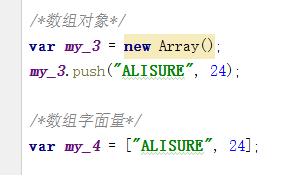 /*数组对象*/
var my_3 = new Array();
my_3.push("ALISURE", 24);
/*数组字面量*/
var my_4 = ["ALISURE", 24];